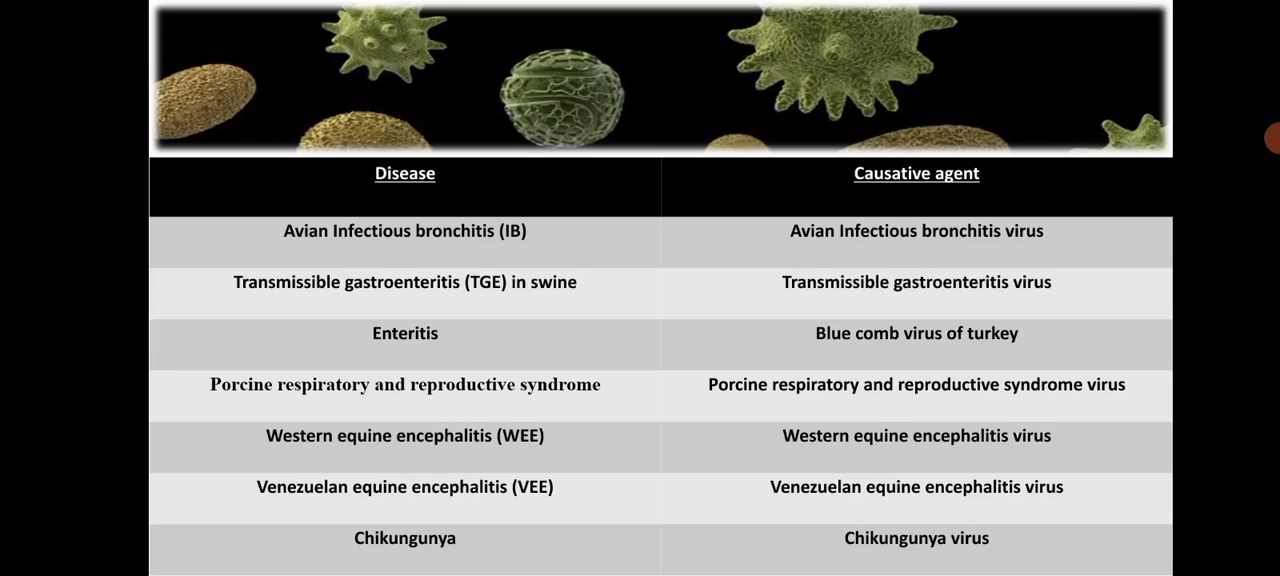 Disease Causative agent
Avian Infectious bronchitis (IB) Avian Infectious bronchitis virus
Transmissible gastroenteritis (TGE) in swine Transmissible gastroenteritis virus
Enteritis Blue comb virus of turkey
Porcine respiratory and reproductive syndrome Porcine respiratory and reproductive syndrome virus
Western equine encephalitis (WEE) Western equine encephalitis virus
Venezuelan equine encephalitis (VEE) Venezuelan equine encephalitis virus
Chikungunya Chikungunya virus